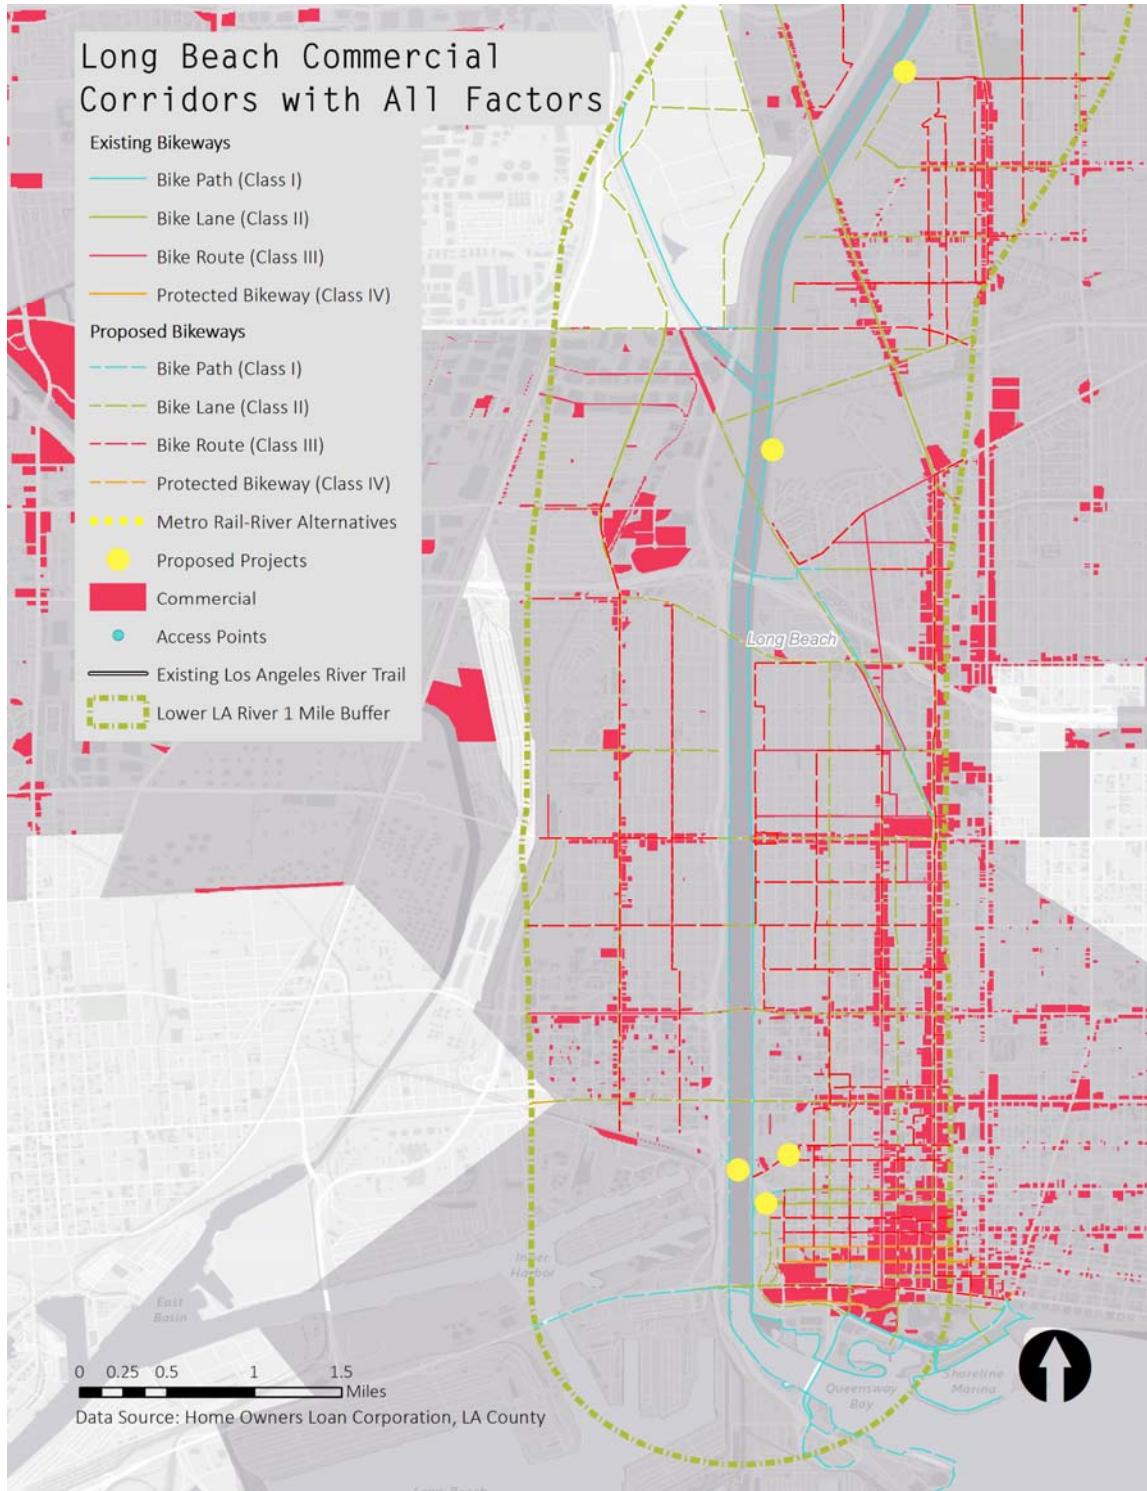 Long Beach Commercial
Corridors with All Factors
Existing Bikeways
Bike Path (Class I)
Bike Lane (Class II)
Bike Route (Class III)
Protected Bikeway (Class IV)
Proposed Bikeways
Bike Path (Class I)
Bike Lane (Class II)
Bike Route (Class III)
Protected Bikeway (Class IV)
Metro Rail-River Alternatives
Proposed Projects
Commercial
Access Points
Existing Los Angeles River Trail
Lower LA River 1 Mile Buffer
Long Beach
Inner
Harbor
East
Basin
Shoreline
Marina
Queensway
Bay
0 0.25 0.5 1 1.5
Miles
Data Source: Home Owners Loan Corporation, LA County